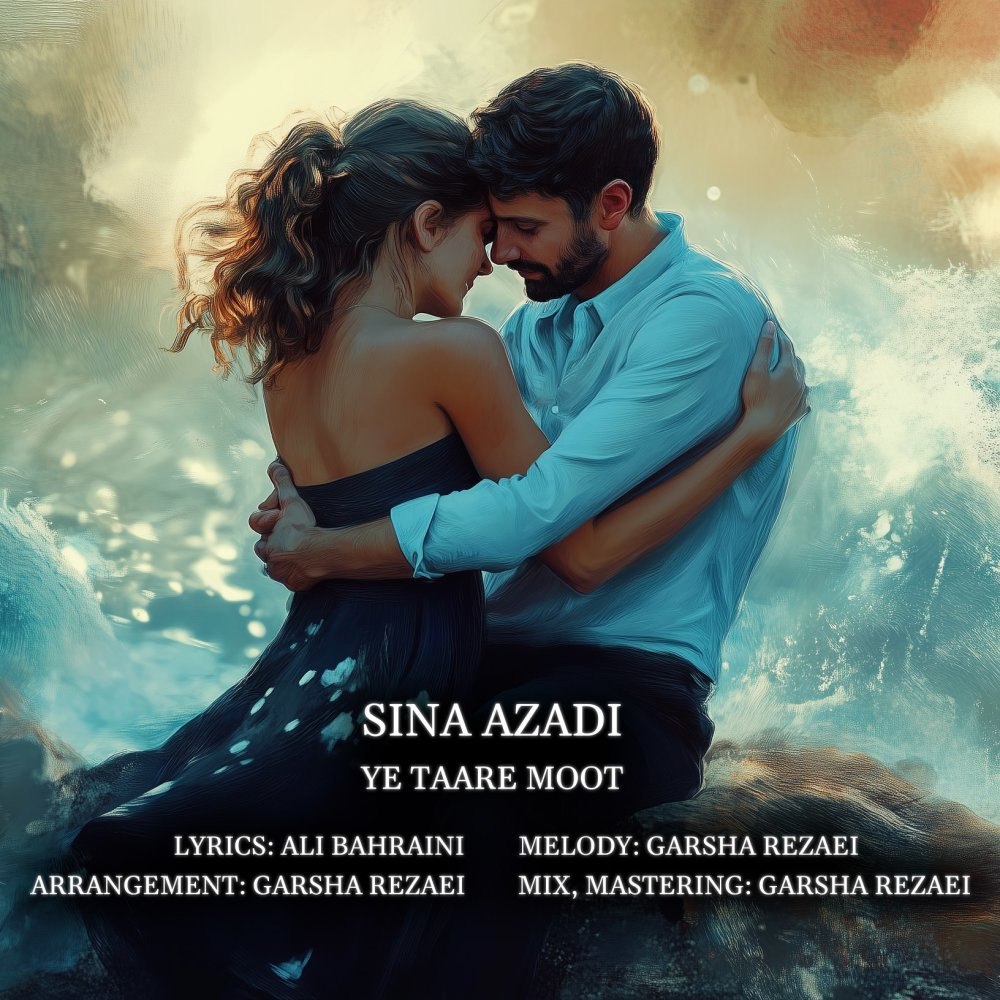 SINA AZADI
YE TAARE MOOT
LYRICS: ALI BAHRAINI
MELODY: GARSHA REZAEI
ARRANGEMENT: GARSHA REZAEI
MIX, MASTERING: GARSHA REZAEI